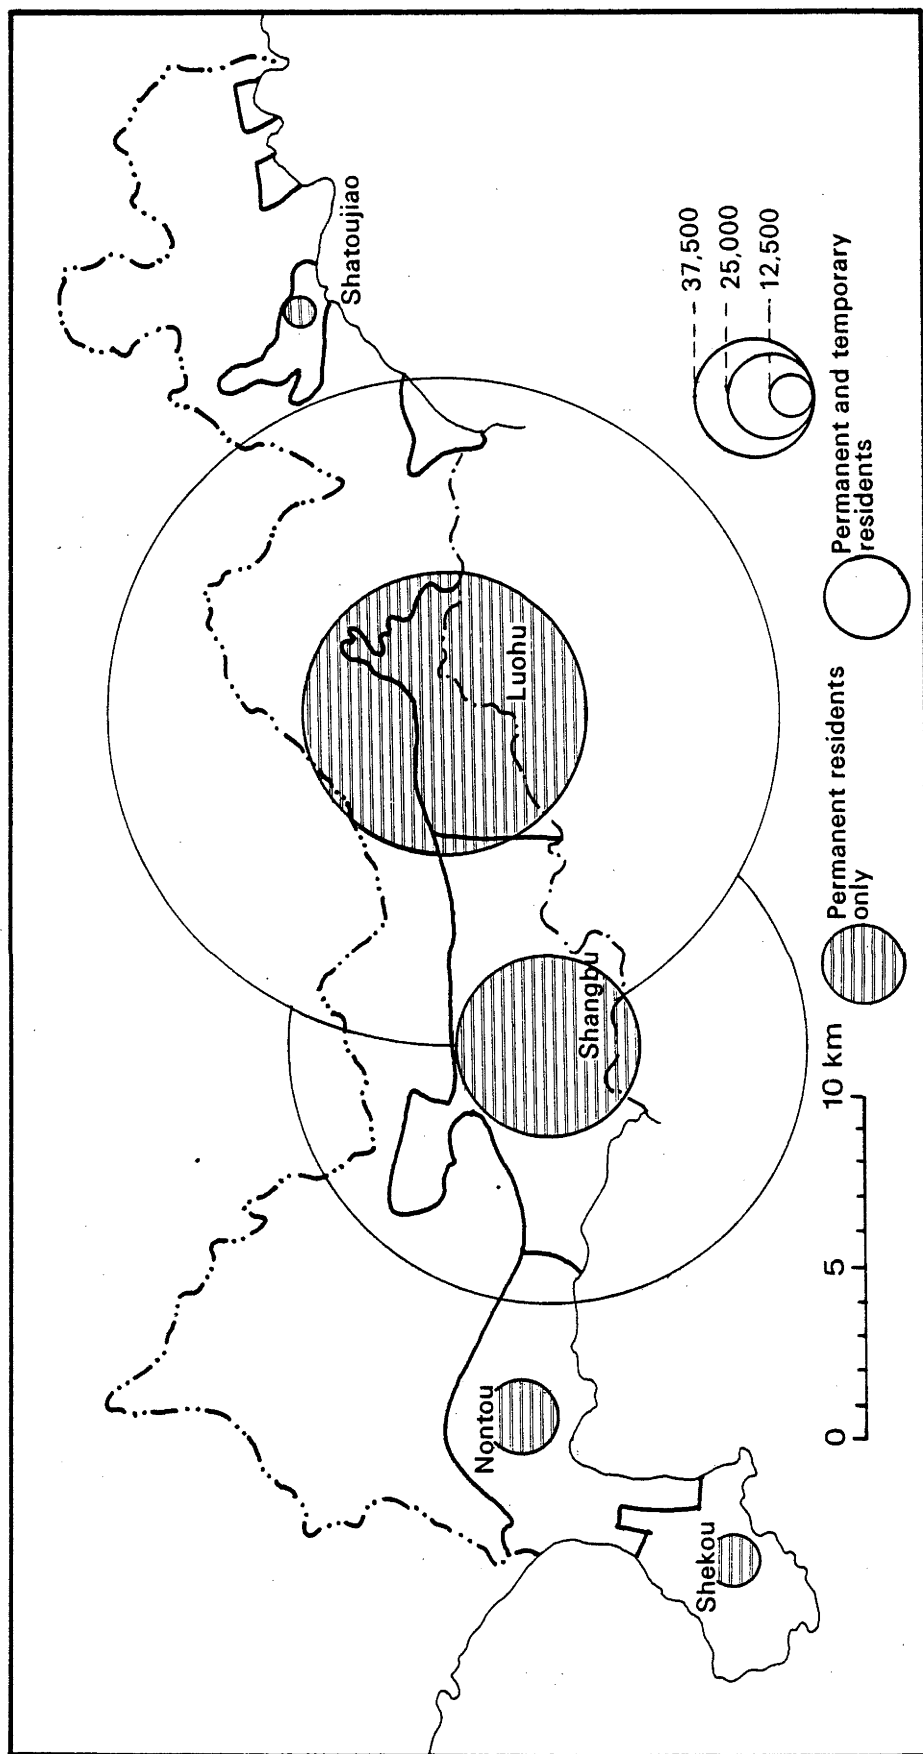 Shatoujiao
Luohu
Shangbu
Nontou
Shekou
37,500
25,000
12,500
0
5
10 km
Permanent residents
only
Permanent and temporary
residents